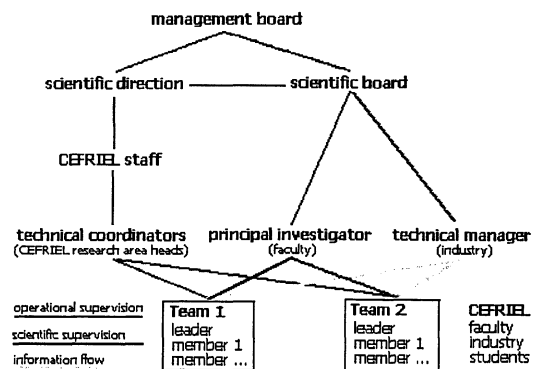 management board
scientific direction
scientific board
CEFRIEL staff
technical coordinators
(CEFRIEL research area heads)
principal investigator
(faculty)
technical manager
(industry)
operational supervision
scientific supervision
information flow
Team 1
leader
member 1
member ...
Team 2
leader
member 1
member ...
CEFRIEL
faculty
industry
students